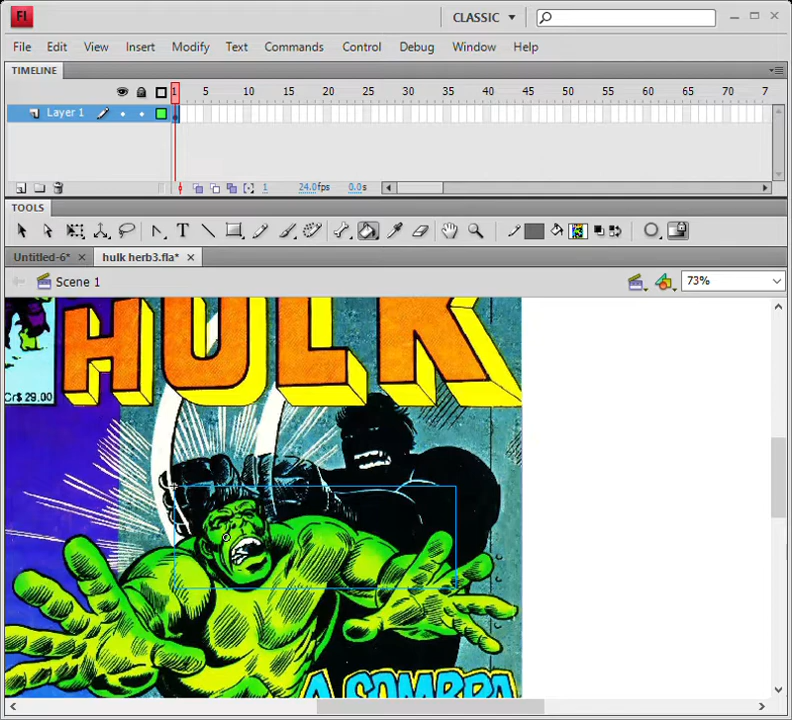 Fl
CLASSIC
File Edit View Insert Modify Text Commands Control Debug Window Help
TIMELINE
1 5 10 15 20 25 30 35 40 45 50 55 60 65 70 7
Layer 1
1 24.0fps 0.0s
TOOLS
Untitled-6* × hulk herb3.fla* ×
Scene 1
73%
HULK
Cr$ 29.00
A SOMBRA